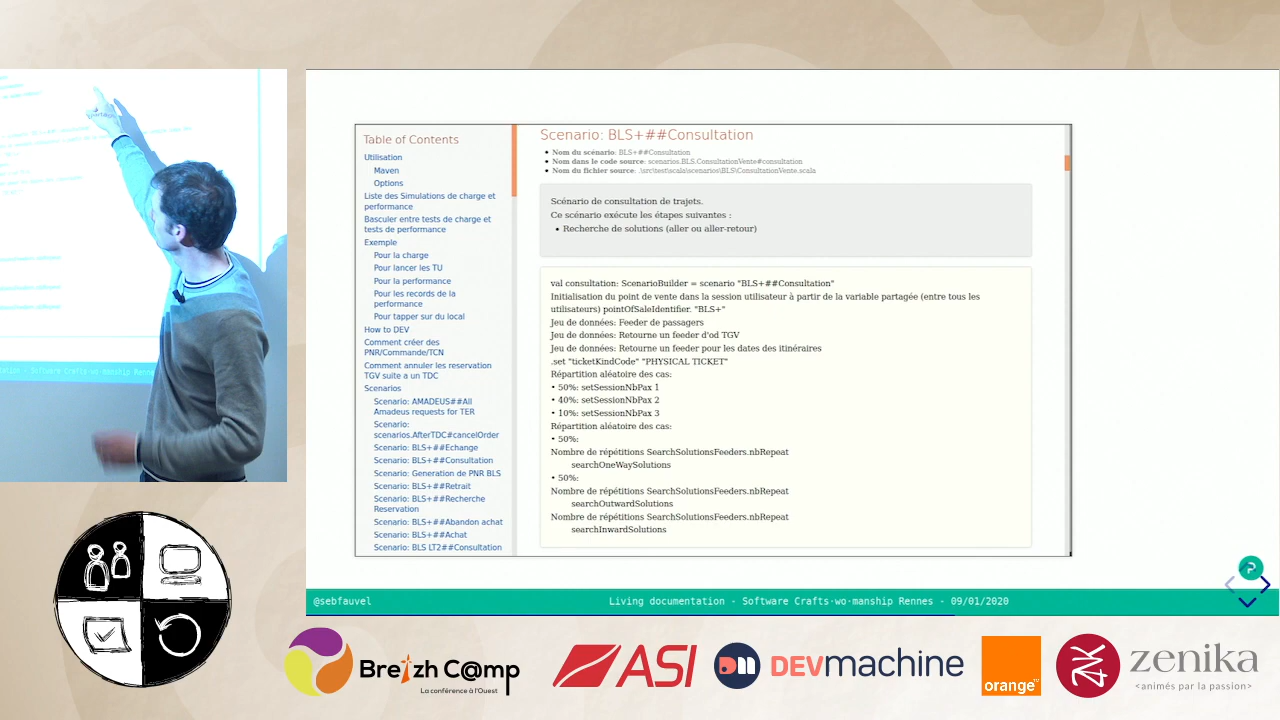 Table of Contents
Utilisation
Maven
Options
Liste des Simulations de charge et
performance
Basculer entre tests de charge et
tests de performance
Exemple
Pour la charge
Pour lancer les TU
Pour la performance
Pour les records de la
performance
Pour tapper sur du local
How to DEV
Comment créer des
PNR/Commande/TCN
Comment annuler les reservation
TGV suite a un TDC
Scenarios
Scenario: AMADEUS##All
Amadeus requests for TER
Scenario:
scenarios.AfterTDC#cancelOrder
Scenario: BLS+##Echange
Scenario: BLS+##Consultation
Scenario: Generation de PNR BLS
Scenario: BLS+##Retrait
Scenario: BLS+##Recherche
Reservation
Scenario: BLS+##Abandon achat
Scenario: BLS+##Achat
Scenario: BLS LT2##Consultation
Scenario: BLS+##Consultation
• Nom du scénario: BLS+##Consultation
• Nom dans le code source: scenarios.BLS.ConsultationVente#consultation
• Nom du fichier source: .\src\test\scala\scenarios\BLS\ConsultationVente.scala
Scénario de consultation de trajets.
Ce scénario exécute les étapes suivantes :
• Recherche de solutions (aller ou aller-retour)
val consultation: ScenarioBuilder = scenario "BLS+##Consultation"
Initialisation du point de vente dans la session utilisateur à partir de la variable partagée (entre tous les
utilisateurs) pointOfSaleIdentifier. "BLS+"
Jeu de données: Feeder de passagers
Jeu de données: Retourne un feeder d'od TGV
Jeu de données: Retourne un feeder pour les dates des itinéraires
.set "ticketKindCode" "PHYSICAL TICKET"
Répartition aléatoire des cas:
• 50%: setSessionNbPax 1
• 40%: setSessionNbPax 2
• 10%: setSessionNbPax 3
Répartition aléatoire des cas:
• 50%:
Nombre de répétitions SearchSolutionsFeeders.nbRepeat
searchOneWaySolutions
• 50%:
Nombre de répétitions SearchSolutionsFeeders.nbRepeat
searchOutwardSolutions
Nombre de répétitions SearchSolutionsFeeders.nbRepeat
searchInwardSolutions
@sebfauvel
Living documentation - Software Crafts·wo·manship Rennes - 09/01/2020
Breizh C@mp
La conférence à l'Ouest
ASI
DEVmachine
orange™
zenika
<animés par la passion>